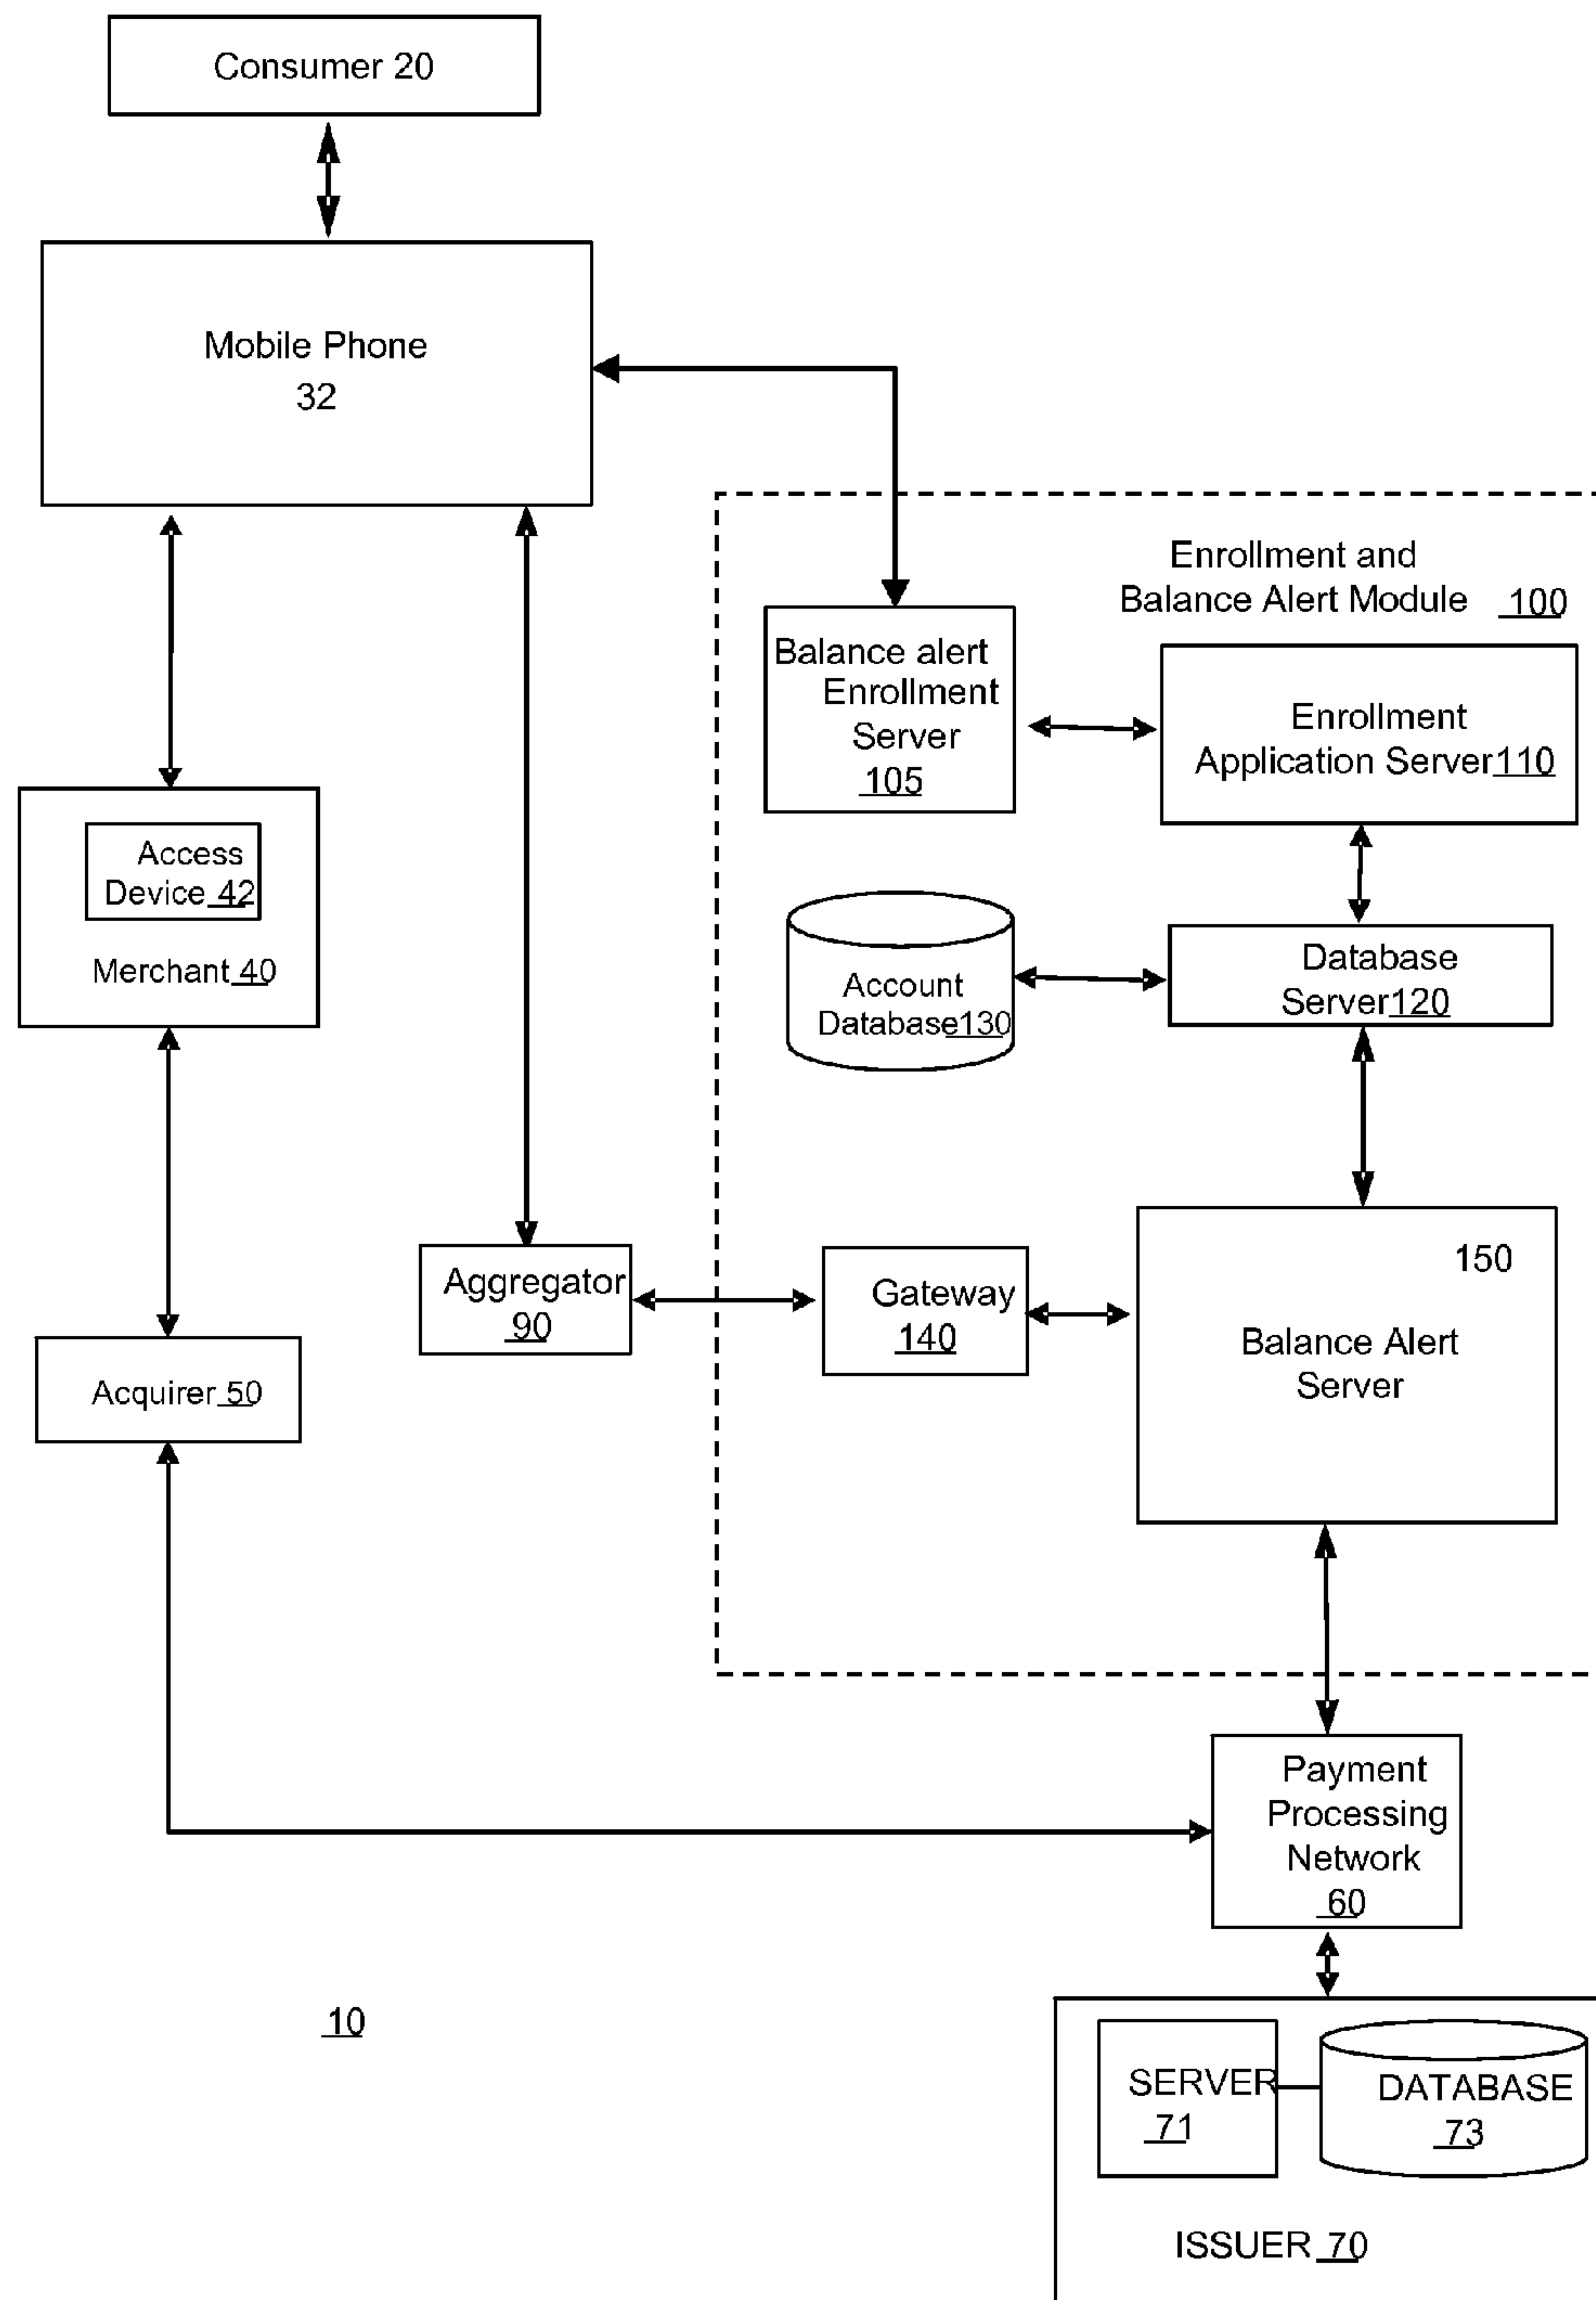 Consumer 20
Mobile Phone
32
Enrollment and
Balance Alert Module 100
Balance alert
Enrollment
Server
105
Enrollment
Application Server110
Access
Device 42
Merchant 40
Account
Database130
Database
Server120
Aggregator
90
Gateway
140
150
Balance Alert
Server
Acquirer 50
Payment
Processing
Network
60
10
SERVER
71
DATABASE
73
ISSUER 70